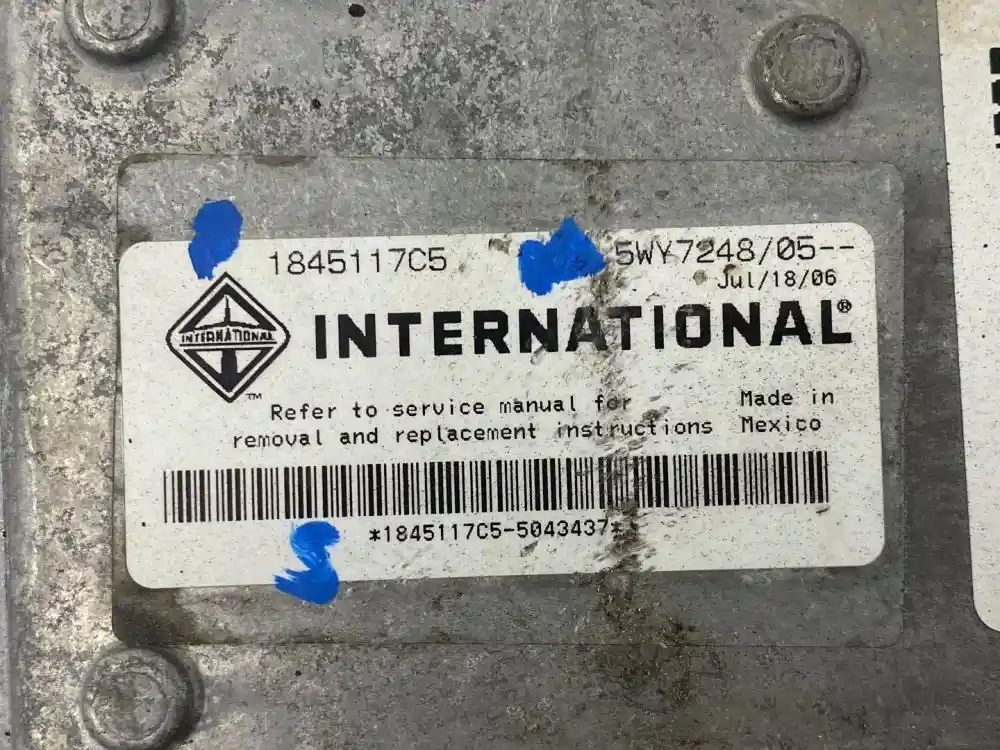 1845117C5 5WY7248/05--
Jul/18/06
INTERNATIONAL
™
INTERNATIONAL®
Refer to service manual for
removal and replacement instructions
Made in
Mexico
*1845117C5-5043437*